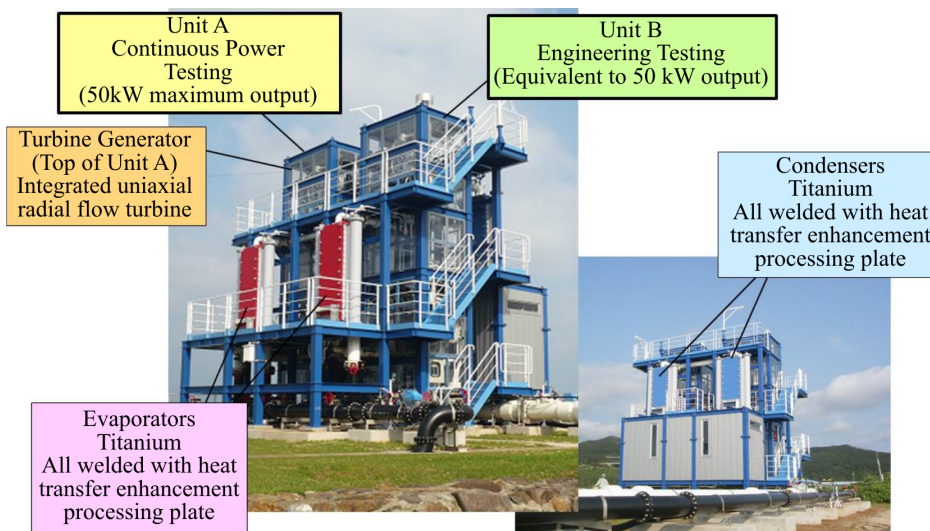 Unit A
Continuous Power
Testing
(50kW maximum output)
Unit B
Engineering Testing
(Equivalent to 50 kW output)
Turbine Generator
(Top of Unit A)
Integrated uniaxial
radial flow turbine
Condensers
Titanium
All welded with heat
transfer enhancement
processing plate
Evaporators
Titanium
All welded with heat
transfer enhancement
processing plate